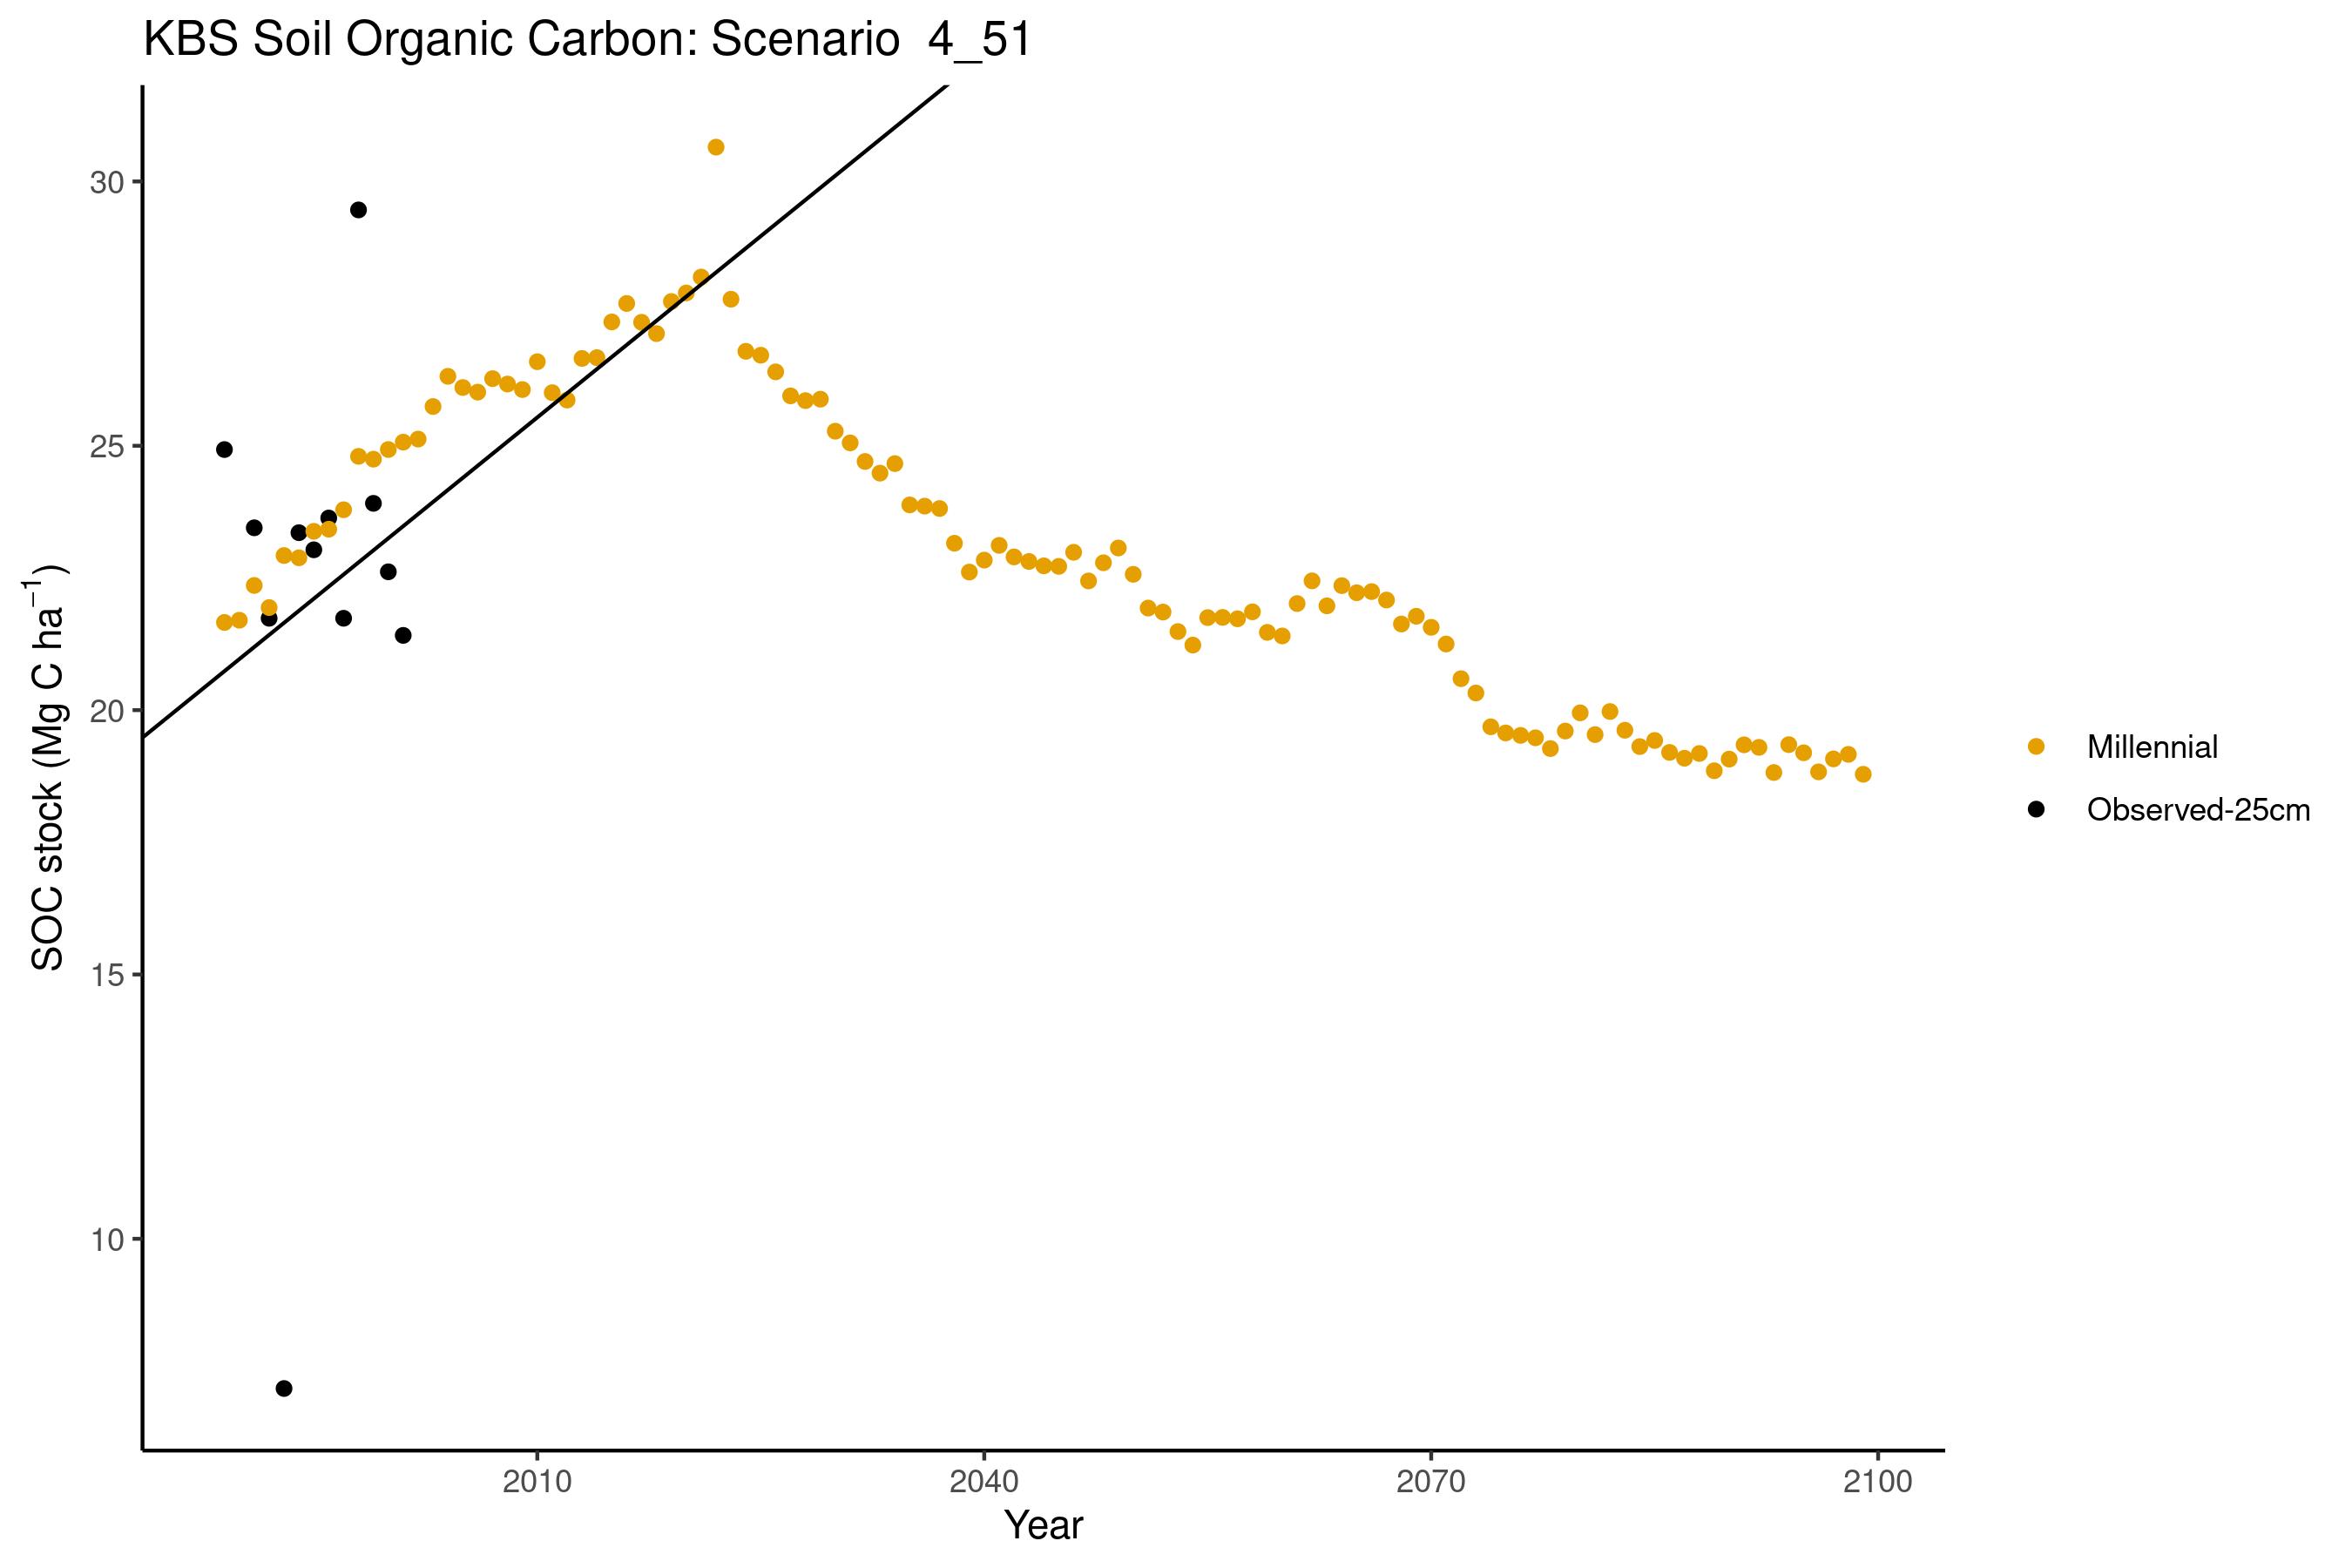 KBS Soil Organic Carbon: Scenario  4_51
SOC stock (Mg C ha⁻¹)
30
25
20
15
10
2010
2040
2070
2100
Year
Millennial
Observed-25cm